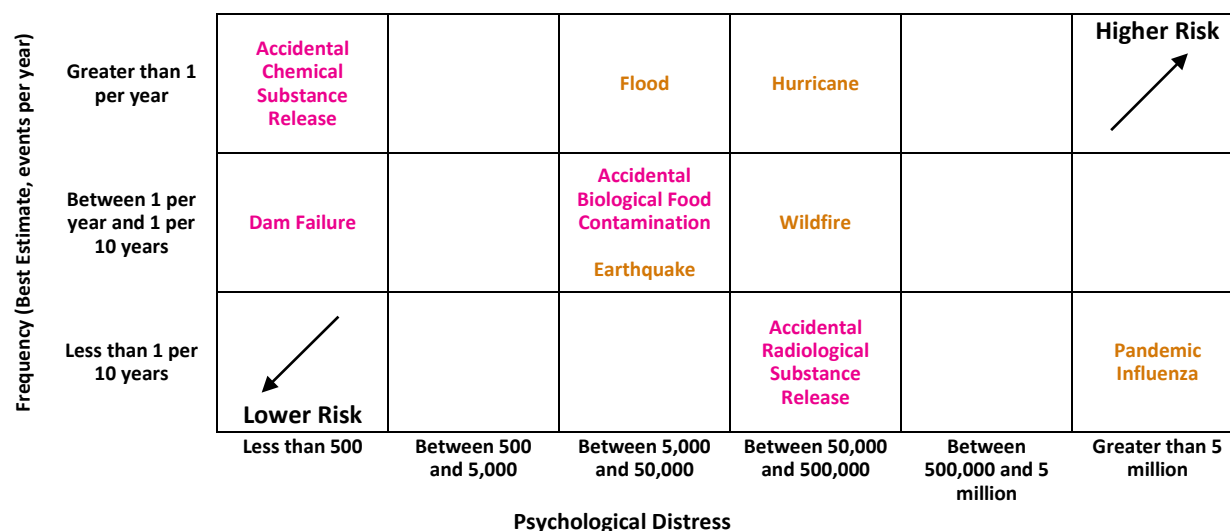 Frequency (Best Estimate, events per year)
Greater than 1
per year
Accidental
Chemical
Substance
Release
Flood
Hurricane
Higher Risk
Between 1 per
year and 1 per
10 years
Dam Failure
Accidental
Biological Food
Contamination
Earthquake
Wildfire
Less than 1 per
10 years
Lower Risk
Accidental
Radiological
Substance
Release
Pandemic
Influenza
Less than 500
Between 500
and 5,000
Between 5,000
and 50,000
Between 50,000
and 500,000
Between
500,000 and 5
million
Greater than 5
million
Psychological Distress